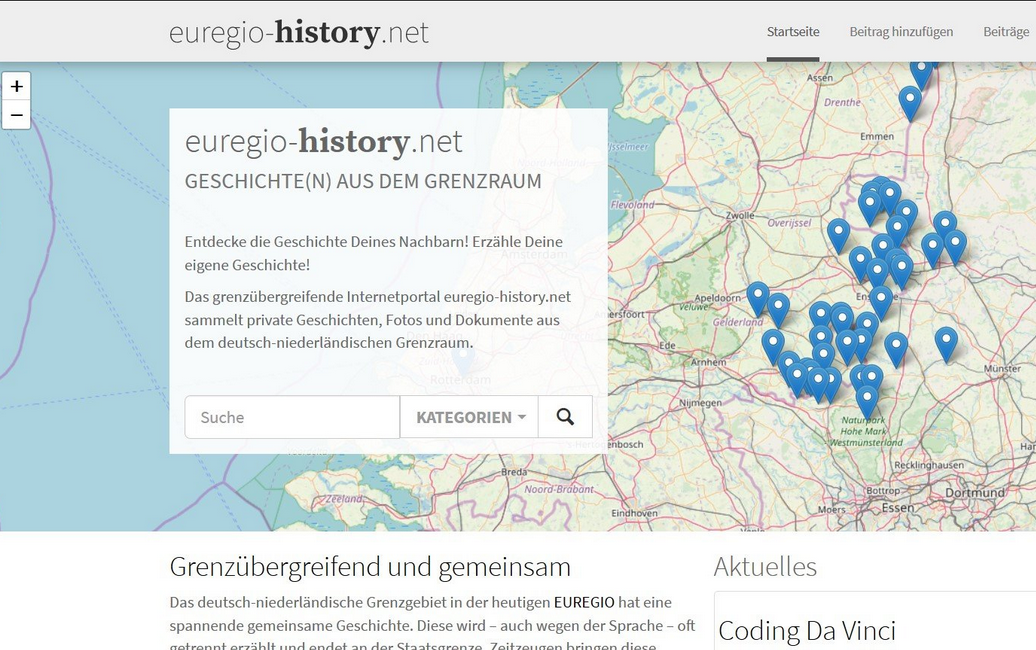 euregio-history.net
Startseite
Beitrag hinzufügen
Beiträge
+
−
euregio-history.net
GESCHICHTE(N) AUS DEM GRENZRAUM
Entdecke die Geschichte Deines Nachbarn! Erzähle Deine
eigene Geschichte!
Das grenzübergreifende Internetportal euregio-history.net
sammelt private Geschichten, Fotos und Dokumente aus
dem deutsch-niederländischen Grenzraum.
Suche
KATEGORIEN
Assen
Drenthe
Emmen
Flevoland
Zwolle
Overijssel
Amsterdam
Apeldoorn
Veluwe
Gelderland
Ede
Arnhem
Rotterdam
Nijmegen
Münster
Naturpark
Hohe Mark
Westmünsterland
Breda
Noord-Brabant
Zeeland
Eindhoven
Recklinghausen
Bottrop
Dortmund
Moers
Essen
Grenzübergreifend und gemeinsam
Das deutsch-niederländische Grenzgebiet in der heutigen EUREGIO hat eine
spannende gemeinsame Geschichte. Diese wird – auch wegen der Sprache – oft
getrennt erzählt und endet an der Staatsgrenze. Zeitzeugen bringen diese
Aktuelles
Coding Da Vinci